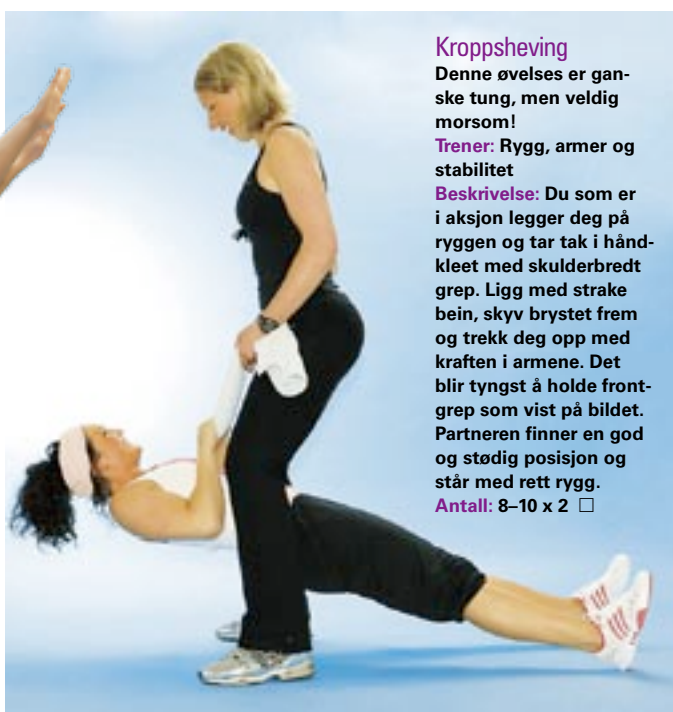 Kroppsheving
Denne øvelses er gan-
ske tung, men veldig
morsom!
Trener: Rygg, armer og
stabilitet
Beskrivelse: Du som er
i aksjon legger deg på
ryggen og tar tak i hånd-
kleet med skulderbredt
grep. Ligg med strake
bein, skyv brystet frem
og trekk deg opp med
kraften i armene. Det
blir tyngst å holde front-
grep som vist på bildet.
Partneren finner en god
og stødig posisjon og
står med rett rygg.
Antall: 8–10 x 2 □